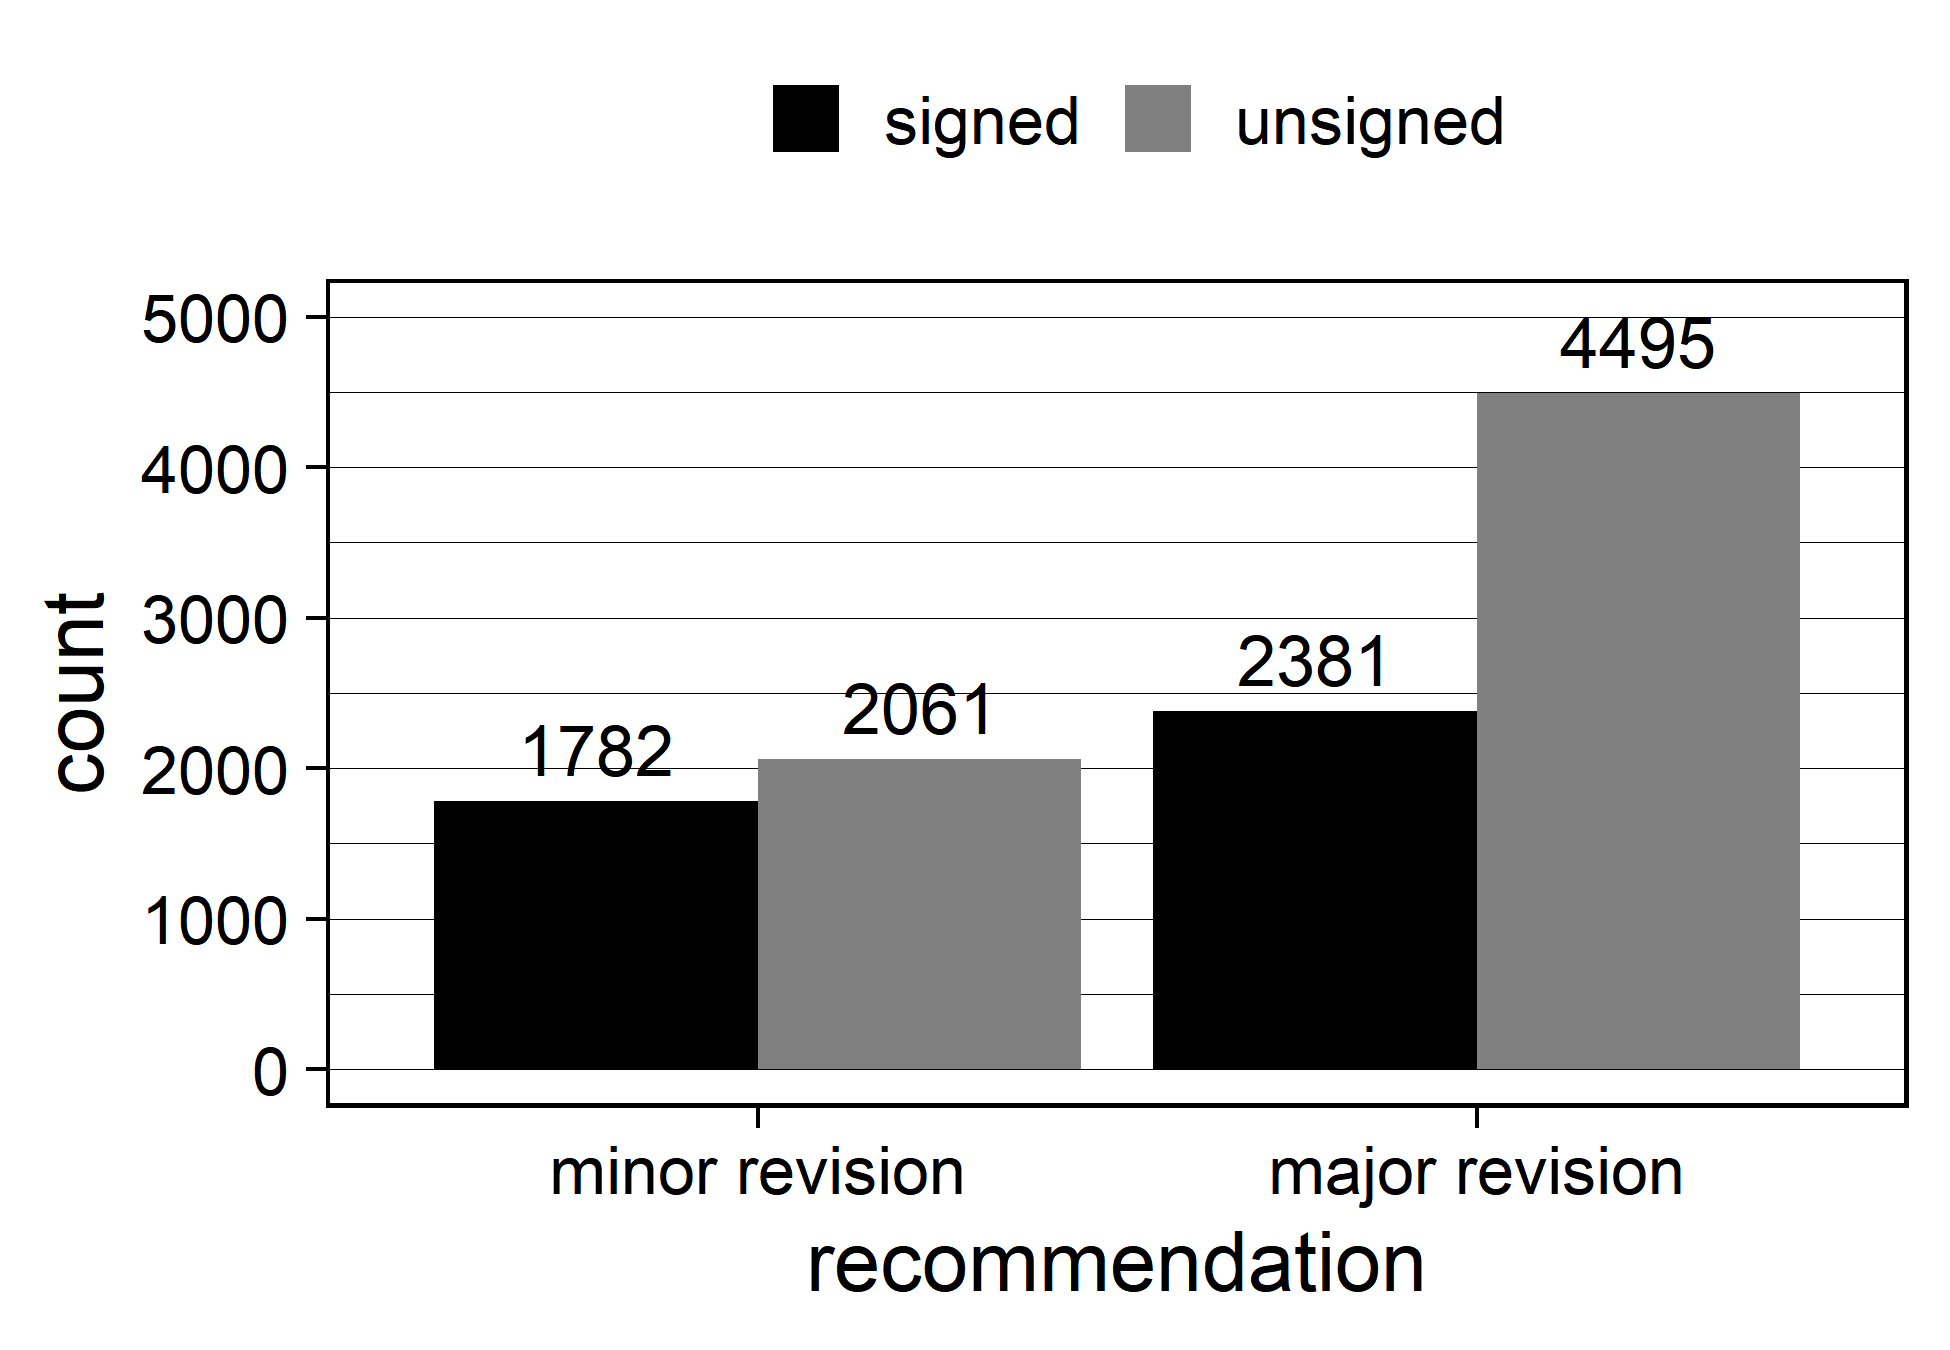 signed unsigned
5000
4000
3000
2000
1000
0
count
1782
2061
2381
4495
minor revision major revision
recommendation